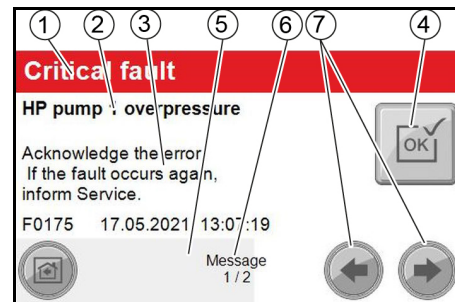 1 2 3 5 6 7 4
Critical fault
HP pump 1 overpressure
OK
Acknowledge the error
If the fault occurs again,
inform Service.
F0175 17.05.2021 13:07:19
Message
1 / 2